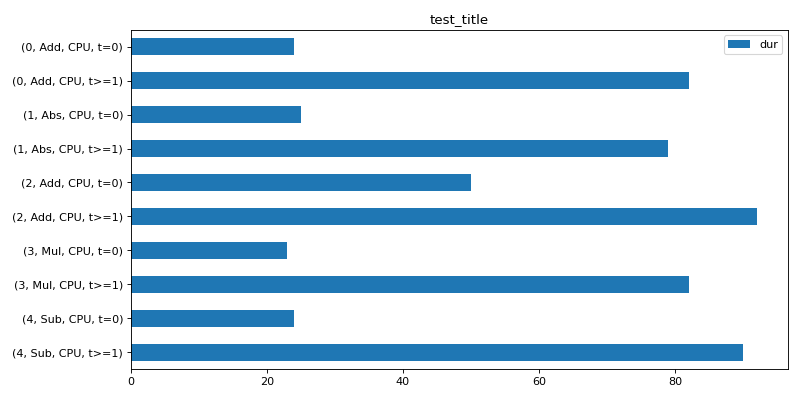 test_title
dur
(0, Add, CPU, t=0)
(0, Add, CPU, t>=1)
(1, Abs, CPU, t=0)
(1, Abs, CPU, t>=1)
(2, Add, CPU, t=0)
(2, Add, CPU, t>=1)
(3, Mul, CPU, t=0)
(3, Mul, CPU, t>=1)
(4, Sub, CPU, t=0)
(4, Sub, CPU, t>=1)
0 20 40 60 80